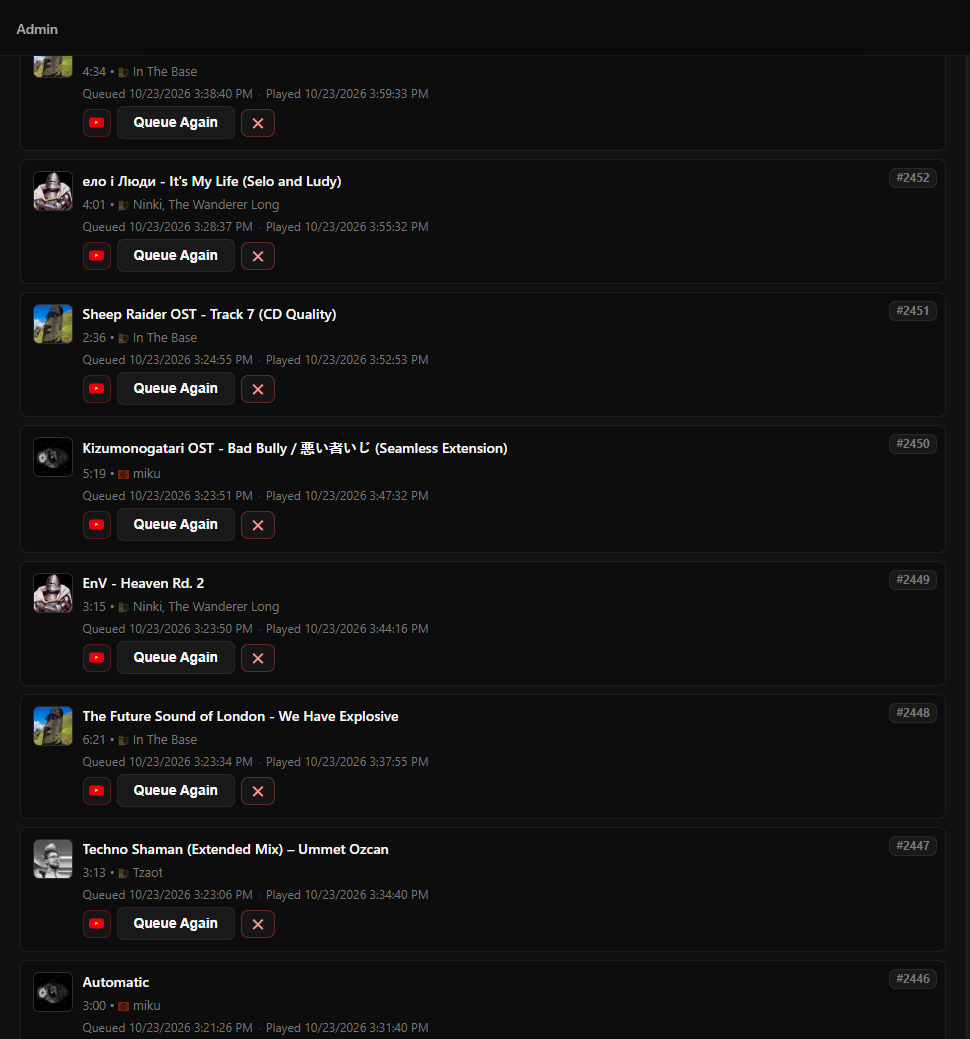 Admin
4:34 • In The Base
Queued 10/23/2026 3:38:40 PM · Played 10/23/2026 3:59:33 PM
Queue Again
#2452
ело і Люди - It's My Life (Selo and Ludy)
4:01 • Ninki, The Wanderer Long
Queued 10/23/2026 3:28:37 PM · Played 10/23/2026 3:55:32 PM
Queue Again
#2451
Sheep Raider OST - Track 7 (CD Quality)
2:36 • In The Base
Queued 10/23/2026 3:24:55 PM · Played 10/23/2026 3:52:53 PM
Queue Again
#2450
Kizumonogatari OST - Bad Bully / 悪い者いじ (Seamless Extension)
5:19 • miku
Queued 10/23/2026 3:23:51 PM · Played 10/23/2026 3:47:32 PM
Queue Again
#2449
EnV - Heaven Rd. 2
3:15 • Ninki, The Wanderer Long
Queued 10/23/2026 3:23:50 PM · Played 10/23/2026 3:44:16 PM
Queue Again
#2448
The Future Sound of London - We Have Explosive
6:21 • In The Base
Queued 10/23/2026 3:23:34 PM · Played 10/23/2026 3:37:55 PM
Queue Again
#2447
Techno Shaman (Extended Mix) – Ummet Ozcan
3:13 • Tzaot
Queued 10/23/2026 3:23:06 PM · Played 10/23/2026 3:34:40 PM
Queue Again
#2446
Automatic
3:00 • miku
Queued 10/23/2026 3:21:26 PM · Played 10/23/2026 3:31:40 PM